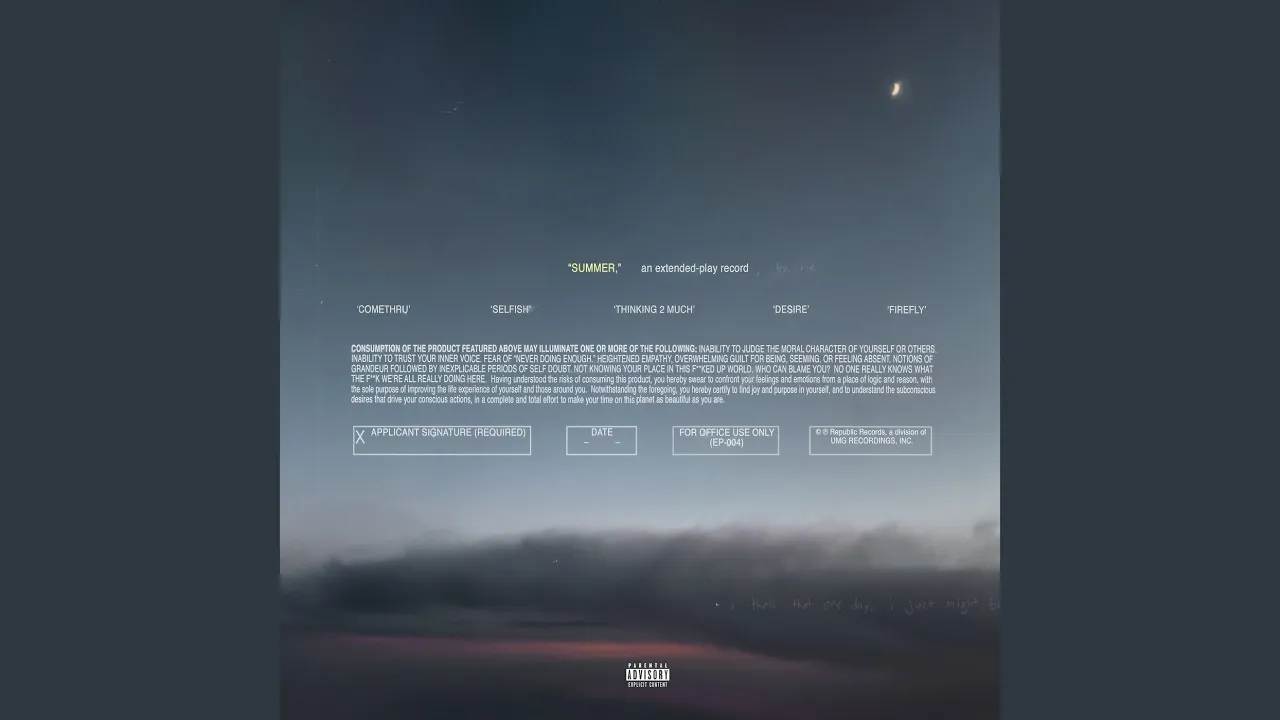 “SUMMER,” an extended-play record , by me
‘COMETHRU’ ‘SELFISH’ ‘THINKING 2 MUCH’ ‘DESIRE’ ‘FIREFLY’
CONSUMPTION OF THE PRODUCT FEATURED ABOVE MAY ILLUMINATE ONE OR MORE OF THE FOLLOWING: INABILITY TO JUDGE THE MORAL CHARACTER OF YOURSELF OR OTHERS.
INABILITY TO TRUST YOUR INNER VOICE. FEAR OF “NEVER DOING ENOUGH.” HEIGHTENED EMPATHY, OVERWHELMING GUILT FOR BEING, SEEMING, OR FEELING ABSENT. NOTIONS OF
GRANDEUR FOLLOWED BY INEXPLICABLE PERIODS OF SELF DOUBT. NOT KNOWING YOUR PLACE IN THIS F**KED UP WORLD. WHO CAN BLAME YOU? NO ONE REALLY KNOWS WHAT
THE F**K WE'RE ALL REALLY DOING HERE. Having understood the risks of consuming this product, you hereby swear to confront your feelings and emotions from a place of logic and reason, with
the sole purpose of improving the life experience of yourself and those around you. Notwithstanding the foregoing, you hereby certify to find joy and purpose in yourself, and to understand the subconscious
desires that drive your conscious actions, in a complete and total effort to make your time on this planet as beautiful as you are.
X APPLICANT SIGNATURE (REQUIRED)
DATE
– –
FOR OFFICE USE ONLY
(EP-004)
© ℗ Republic Records, a division of
UMG RECORDINGS, INC.
i think that one day, i just might
PARENTAL
ADVISORY
EXPLICIT CONTENT